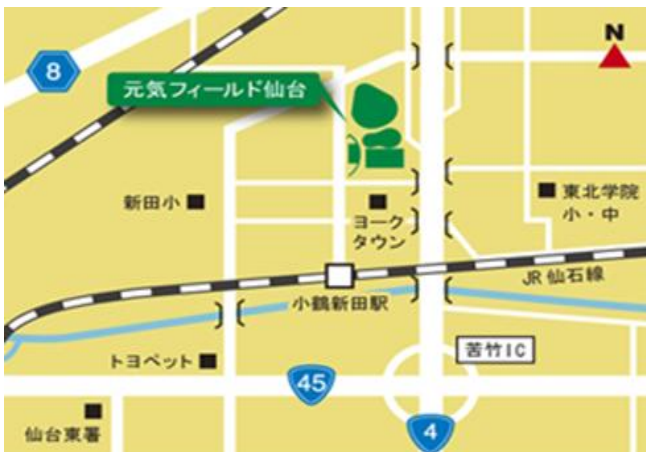 N
8
元気フィールド仙台
新田小
ヨーク
タウン
東北学院
小・中
JR 仙石線
小鶴新田駅
トヨペット
苦竹IC
45
仙台東署
4